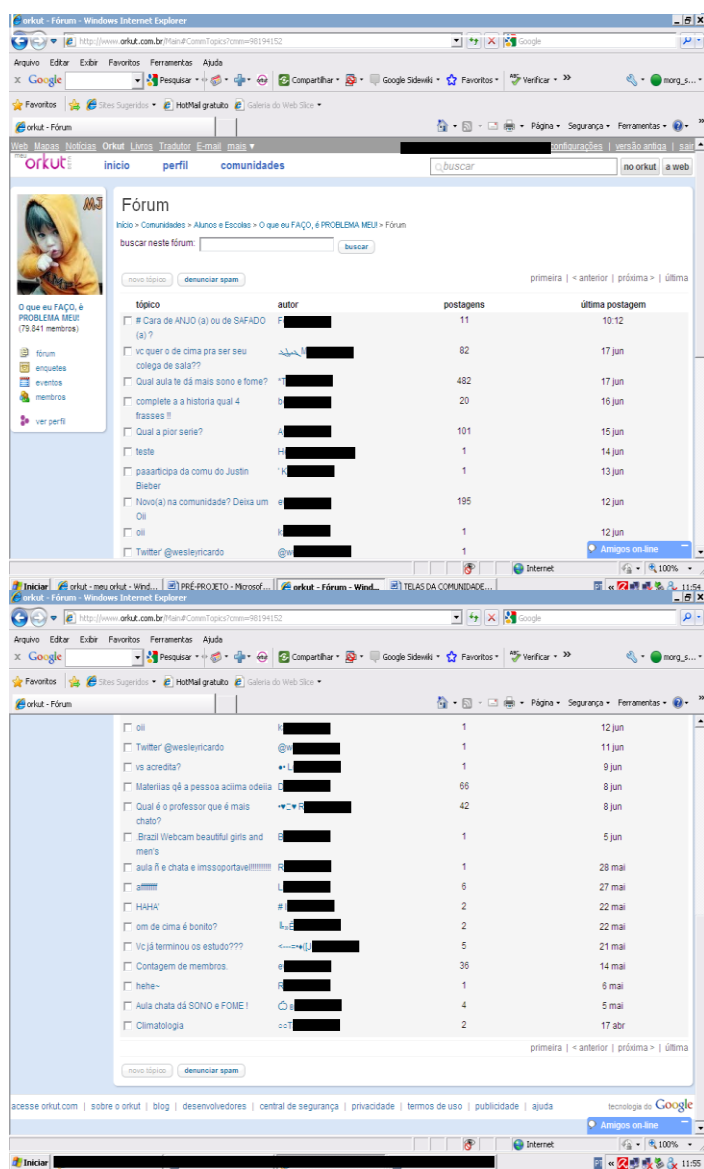 orkut - Fórum - Windows Internet Explorer
http://www.orkut.com.br/Main#CommTopics?cmm=98194152
Google
Arquivo Editar Exibir Favoritos Ferramentas Ajuda
x Google Pesquisar Compartilhar Google Sidewiki Favoritos Verificar » morg_s...
Favoritos Sites Sugeridos HotMail gratuito Galeria do Web Slice
orkut - Fórum Página Segurança Ferramentas »
Web Mapas Notícias Orkut Livros Tradutor E-mail mais ▼ configurações | versão antiga | sair
meu orkut início perfil comunidades buscar no orkut a web
MJ
O que eu FAÇO, é PROBLEMA MEU!
(79.841 membros)
fórum
enquetes
eventos
membros
ver perfil
Fórum
Início > Comunidades > Alunos e Escolas > O que eu FAÇO, é PROBLEMA MEU! > Fórum
buscar neste fórum: buscar
novo tópico denunciar spam primeira | < anterior | próxima > | última
tópico autor postagens última postagem
# Cara de ANJO (a) ou de SAFADO F 11 10:12
(a) ?
vc quer o de cima pra ser seu M 82 17 jun
colega de sala??
Qual aula te dá mais sono e fome? "T 482 17 jun
complete a a historia qual 4 b 20 16 jun
frasses !!
Qual a pior serie? A 101 15 jun
teste H 1 14 jun
paaarticipa da comu do Justin ' K 1 13 jun
Bieber
Novo(a) na comunidade? Deixa um e 195 12 jun
Oii
oii K 1 12 jun
Twitter' @wesleyricardo @w 1
Amigos on-line
Internet 100%
Iniciar orkut - meu orkut - Wind... PRÉ-PROJETO - Microsof... orkut - Fórum - Wind... TELAS DA COMUNIDADE... PT « 11:54
orkut - Fórum - Windows Internet Explorer
http://www.orkut.com.br/Main#CommTopics?cmm=98194152
Google
Arquivo Editar Exibir Favoritos Ferramentas Ajuda
x Google Pesquisar Compartilhar Google Sidewiki Favoritos Verificar » morg_s...
Favoritos Sites Sugeridos HotMail gratuito Galeria do Web Slice
orkut - Fórum Página Segurança Ferramentas »
oii K 1 12 jun
Twitter' @wesleyricardo @w 1 11 jun
vs acredita? L 1 9 jun
Materiias qê a pessoa aciima odeiia D 66 8 jun
Qual é o professor que é mais R 42 8 jun
chato?
.Brazil Webcam beautiful girls and B 1 5 jun
men's
aula ñ e chata e imssoportavel!!!!!!!!!! R 1 28 mai
L 6 27 mai
HAHA' # 2 22 mai
om de cima é bonito? É 2 22 mai
Vc já terminou os estudo??? 5 21 mai
Contagem de membros. e 36 14 mai
hehe~ R 1 6 mai
Aula chata dá SONO e FOME ! 4 5 mai
Climatologia T 2 17 abr
primeira | < anterior | próxima > | última
novo tópico denunciar spam
acesse orkut.com | sobre o orkut | blog | desenvolvedores | central de segurança | privacidade | termos de uso | publicidade | ajuda tecnologia do Google
Amigos on-line
Internet 100%
Iniciar PT « 11:55